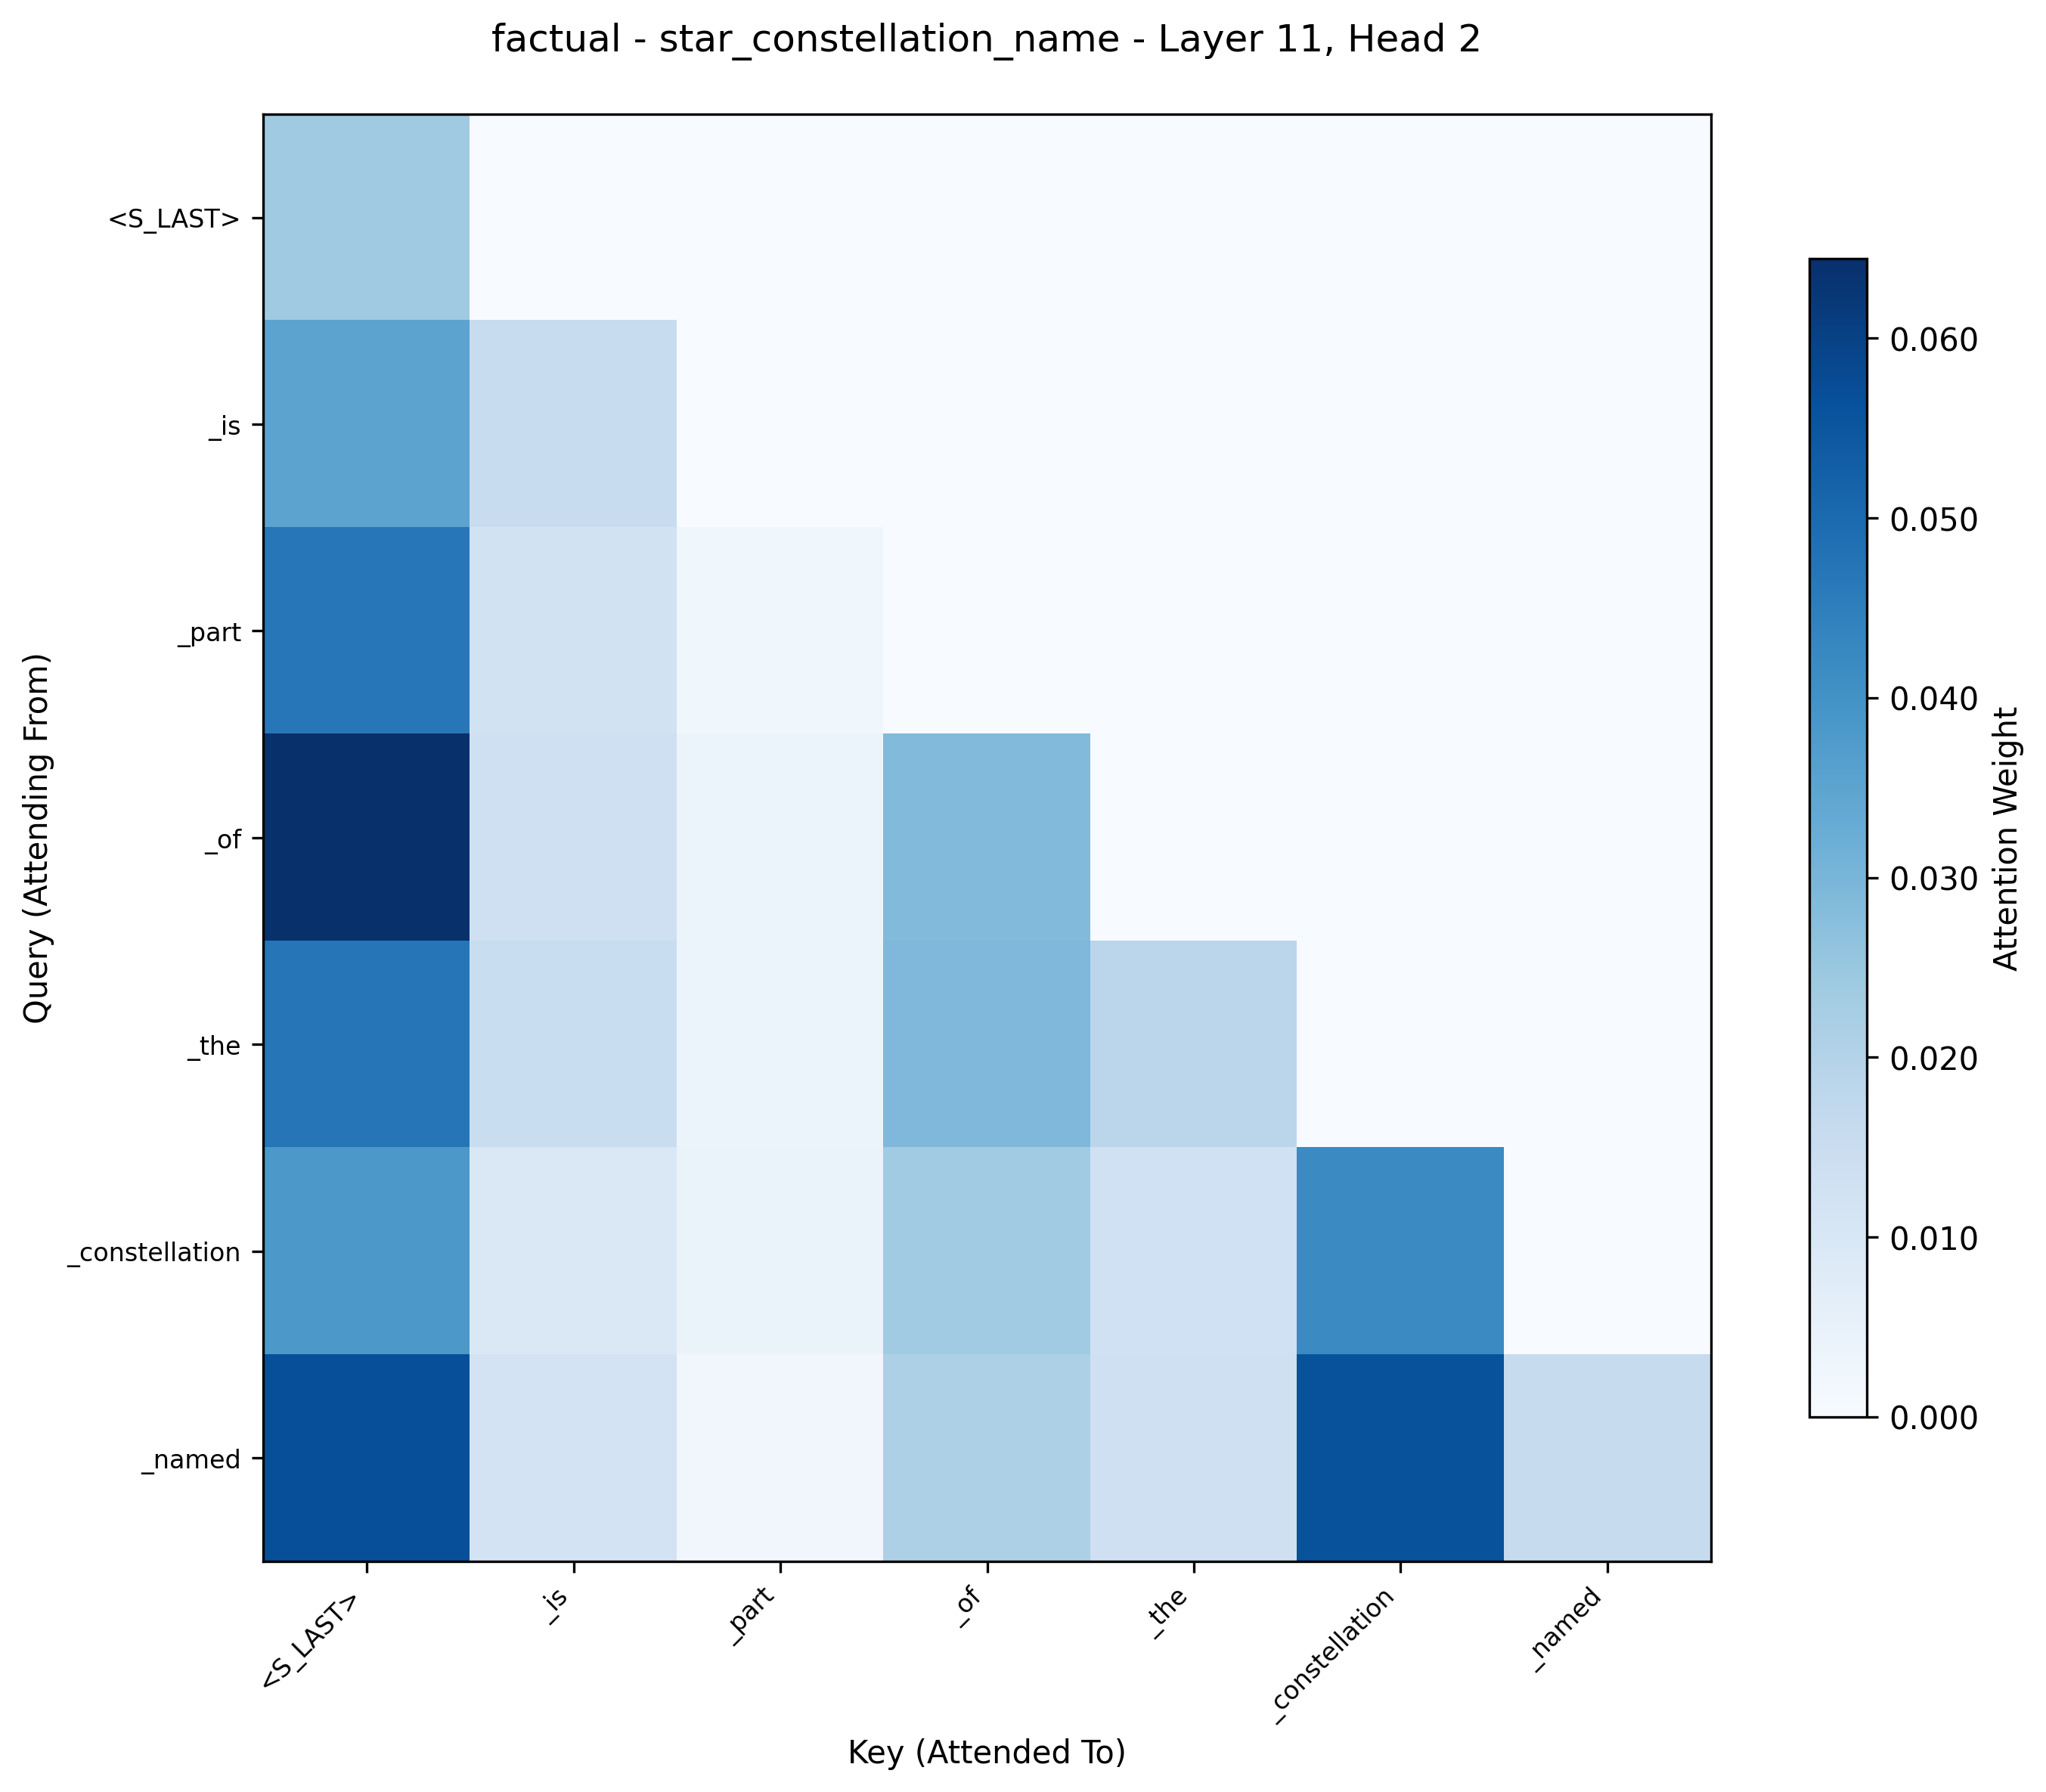 factual - star_constellation_name - Layer 11, Head 2
Query (Attending From)
<S_LAST>
_is
_part
_of
_the
_constellation
_named
<S_LAST>
_is
_part
_of
_the
_constellation
_named
Key (Attended To)
0.060
0.050
0.040
0.030
0.020
0.010
0.000
Attention Weight